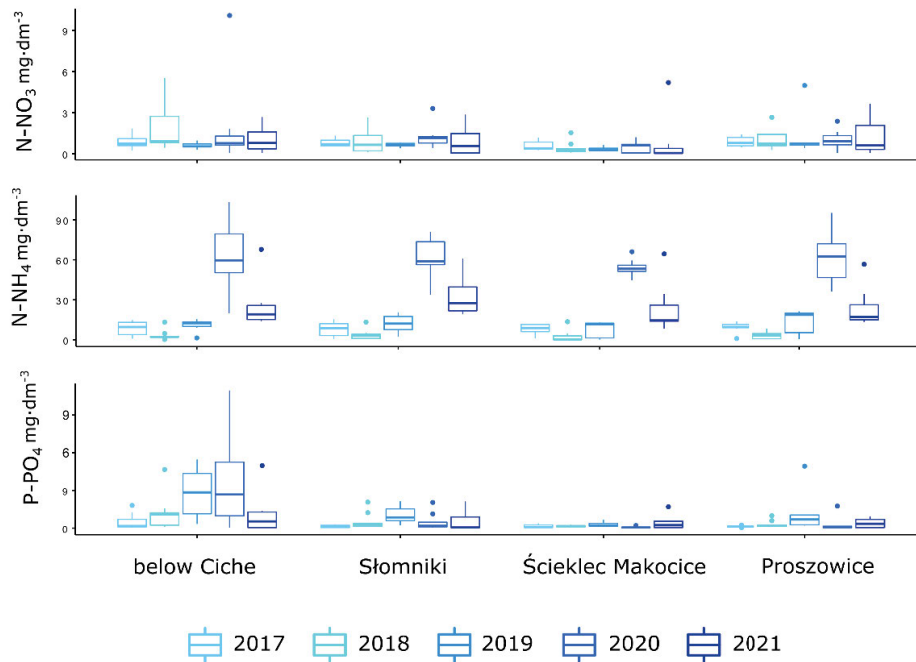 N-NO3 mg·dm-3
9
6
3
0
N-NH4 mg·dm-3
90
60
30
0
P-PO4 mg·dm-3
9
6
9
0
below Ciche Słomniki Ścieklec Makocice Proszowice
2017 2018 2019 2020 2021